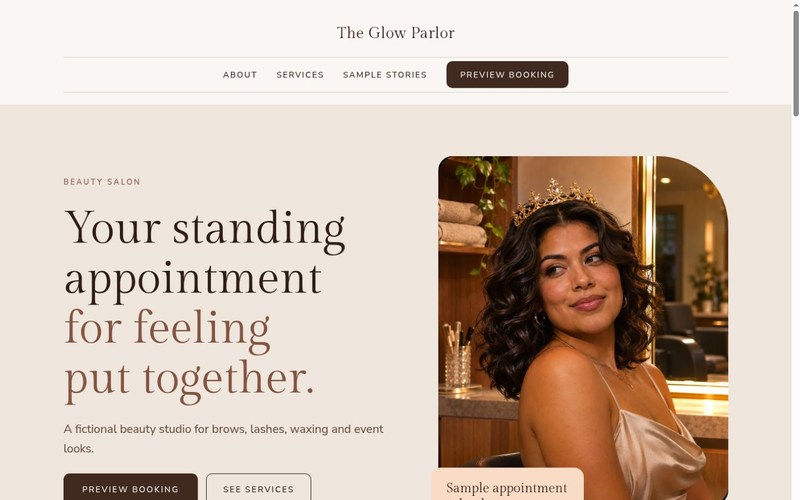 The Glow Parlor
ABOUT
SERVICES
SAMPLE STORIES
PREVIEW BOOKING
BEAUTY SALON
Your standing
appointment
for feeling
put together.
A fictional beauty studio for brows, lashes, waxing and event
looks.
PREVIEW BOOKING
SEE SERVICES
Sample appointment